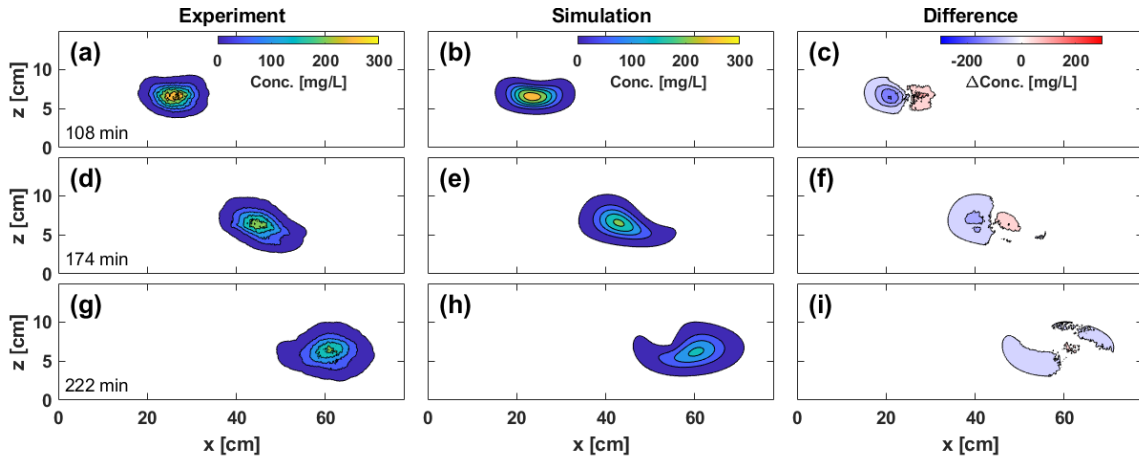 Experiment Simulation Difference
(a) (b) (c)
0 100 200 300 0 100 200 300 -200 0 200
Conc. [mg/L] Conc. [mg/L] ΔConc. [mg/L]
z [cm]
10
5
0
108 min
(d) (e) (f)
z [cm]
10
5
0
174 min
(g) (h) (i)
z [cm]
10
5
0
222 min
0 20 40 60 0 20 40 60 0 20 40 60
x [cm] x [cm] x [cm]